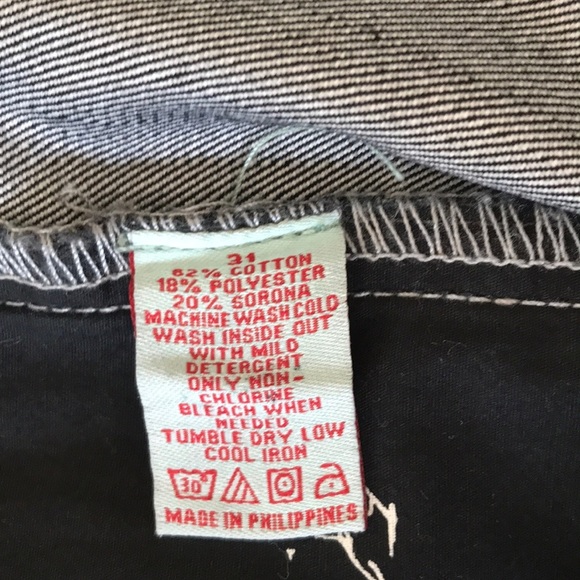 31
62% COTTON
18% POLYESTER
20% SORONA
MACHINE WASH COLD
WASH INSIDE OUT
WITH MILD
DETERGENT
ONLY NON-
CHLORINE
BLEACH WHEN
NEEDED
TUMBLE DRY LOW
COOL IRON
30°
MADE IN PHILIPPINES